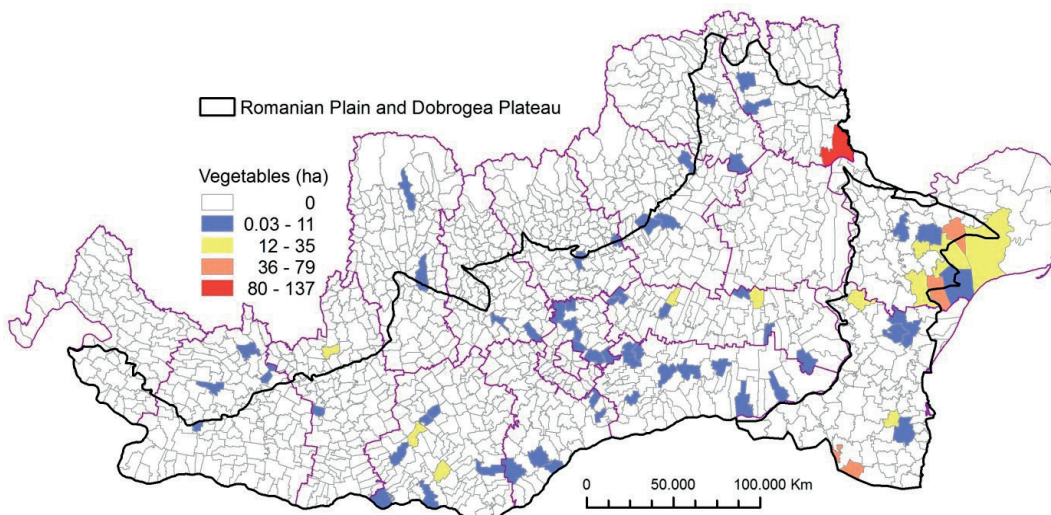 Romanian Plain and Dobrogea Plateau
Vegetables (ha)
0
0.03 - 11
12 - 35
36 - 79
80 - 137
0 50.000 100.000 Km